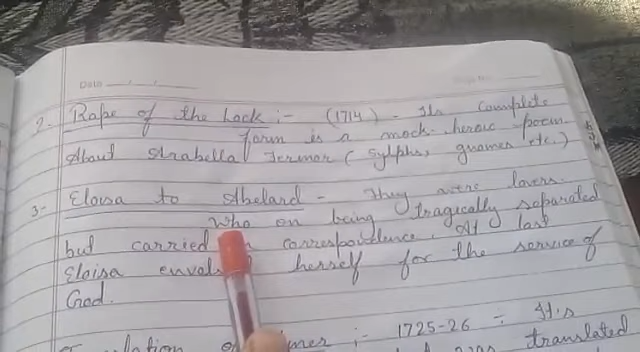 Date
2. Rape of the Lock :- (1714) - Its Complete
form is a mock-heroic poem
About Arabella Fermor (Sylphs, gnomes etc.)
3- Eloisa to Abelard - They were lovers
Who on being tragically separated
but carried correspondence. At last
Eloisa herself for the service of
God.
:- 1725-26 - It's
was translated